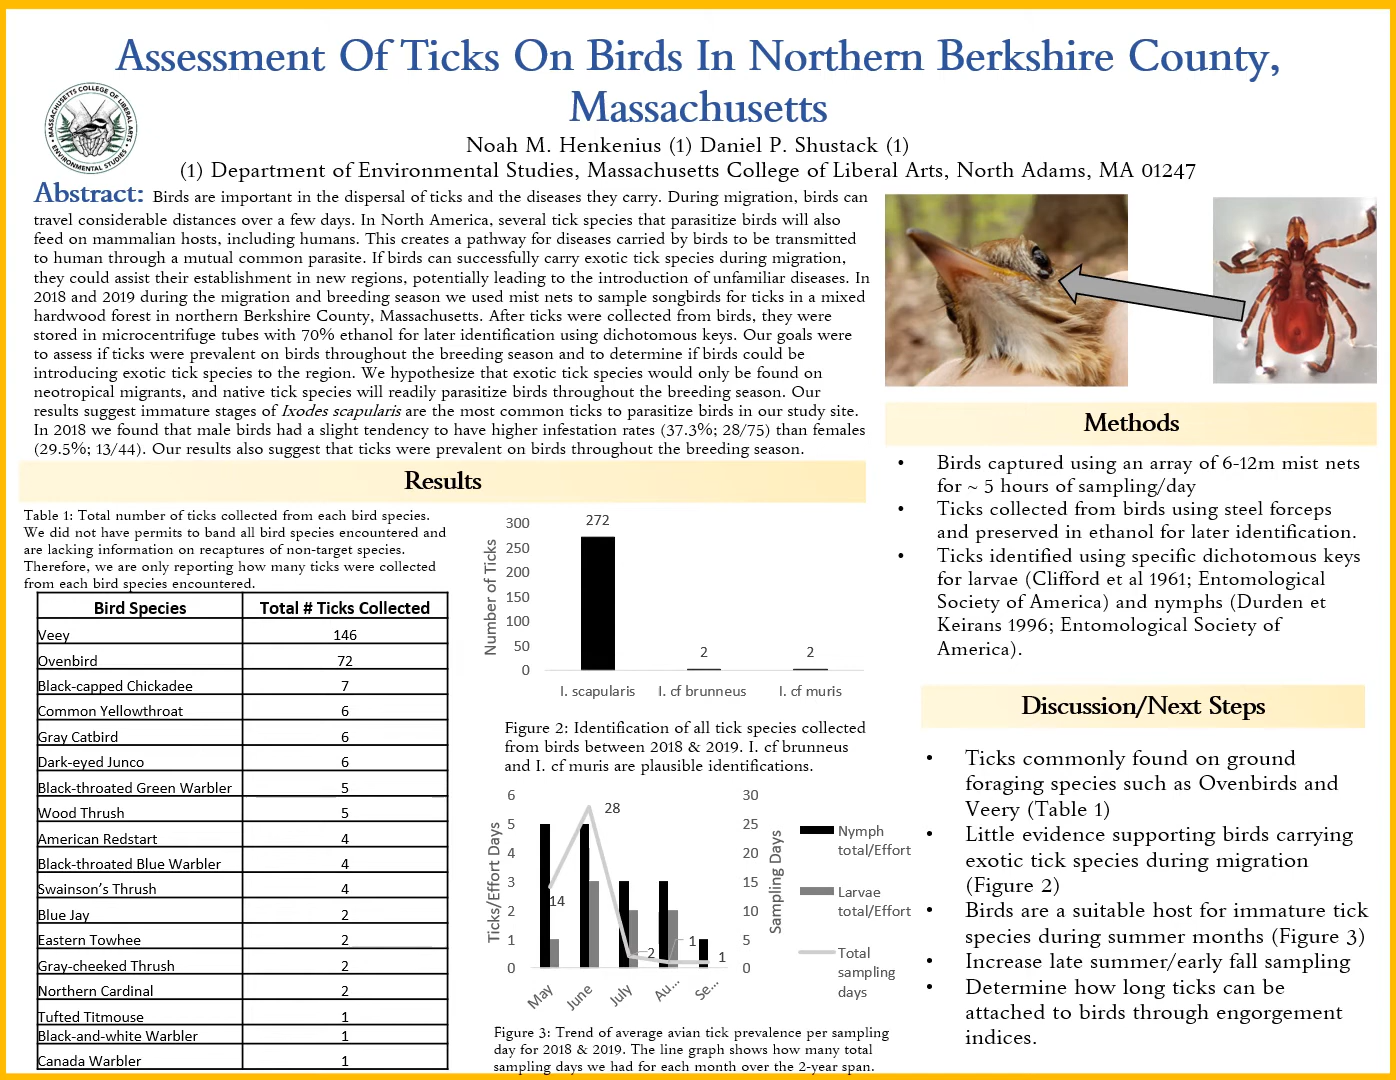 Assessment Of Ticks On Birds In Northern Berkshire County,
Massachusetts
MASSACHUSETTS COLLEGE OF LIBERAL ARTS
ENVIRONMENTAL STUDIES
Noah M. Henkenius (1) Daniel P. Shustack (1)
(1) Department of Environmental Studies, Massachusetts College of Liberal Arts, North Adams, MA 01247
Abstract: Birds are important in the dispersal of ticks and the diseases they carry. During migration, birds can
travel considerable distances over a few days. In North America, several tick species that parasitize birds will also
feed on mammalian hosts, including humans. This creates a pathway for diseases carried by birds to be transmitted
to human through a mutual common parasite. If birds can successfully carry exotic tick species during migration,
they could assist their establishment in new regions, potentially leading to the introduction of unfamiliar diseases. In
2018 and 2019 during the migration and breeding season we used mist nets to sample songbirds for ticks in a mixed
hardwood forest in northern Berkshire County, Massachusetts. After ticks were collected from birds, they were
stored in microcentrifuge tubes with 70% ethanol for later identification using dichotomous keys. Our goals were
to assess if ticks were prevalent on birds throughout the breeding season and to determine if birds could be
introducing exotic tick species to the region. We hypothesize that exotic tick species would only be found on
neotropical migrants, and native tick species will readily parasitize birds throughout the breeding season. Our
results suggest immature stages of Ixodes scapularis are the most common ticks to parasitize birds in our study site.
In 2018 we found that male birds had a slight tendency to have higher infestation rates (37.3%; 28/75) than females
(29.5%; 13/44). Our results also suggest that ticks were prevalent on birds throughout the breeding season.
Results
Table 1: Total number of ticks collected from each bird species.
We did not have permits to band all bird species encountered and
are lacking information on recaptures of non-target species.
Therefore, we are only reporting how many ticks were collected
from each bird species encountered.
Bird Species Total # Ticks Collected
Veey 146
Ovenbird 72
Black-capped Chickadee 7
Common Yellowthroat 6
Gray Catbird 6
Dark-eyed Junco 6
Black-throated Green Warbler 5
Wood Thrush 5
American Redstart 4
Black-throated Blue Warbler 4
Swainson's Thrush 4
Blue Jay 2
Eastern Towhee 2
Gray-cheeked Thrush 2
Northern Cardinal 2
Tufted Titmouse 1
Black-and-white Warbler 1
Canada Warbler 1
Number of Ticks
300
250
200
150
100
50
0
272
2
2
I. scapularis I. cf brunneus I. cf muris
Figure 2: Identification of all tick species collected
from birds between 2018 & 2019. I. cf brunneus
and I. cf muris are plausible identifications.
Ticks/Effort Days
6
5
4
3
2
1
0
14
28
2
1
1
30
25
20
15
10
5
0
Sampling Days
May June July Au... Se...
Nymph
total/Effort
Larvae
total/Effort
Total
sampling
days
Figure 3: Trend of average avian tick prevalence per sampling
day for 2018 & 2019. The line graph shows how many total
sampling days we had for each month over the 2-year span.
Methods
• Birds captured using an array of 6-12m mist nets
for ~ 5 hours of sampling/day
• Ticks collected from birds using steel forceps
and preserved in ethanol for later identification.
• Ticks identified using specific dichotomous keys
for larvae (Clifford et al 1961; Entomological
Society of America) and nymphs (Durden et
Keirans 1996; Entomological Society of
America).
Discussion/Next Steps
• Ticks commonly found on ground
foraging species such as Ovenbirds and
Veery (Table 1)
• Little evidence supporting birds carrying
exotic tick species during migration
(Figure 2)
• Birds are a suitable host for immature tick
species during summer months (Figure 3)
• Increase late summer/early fall sampling
• Determine how long ticks can be
attached to birds through engorgement
indices.